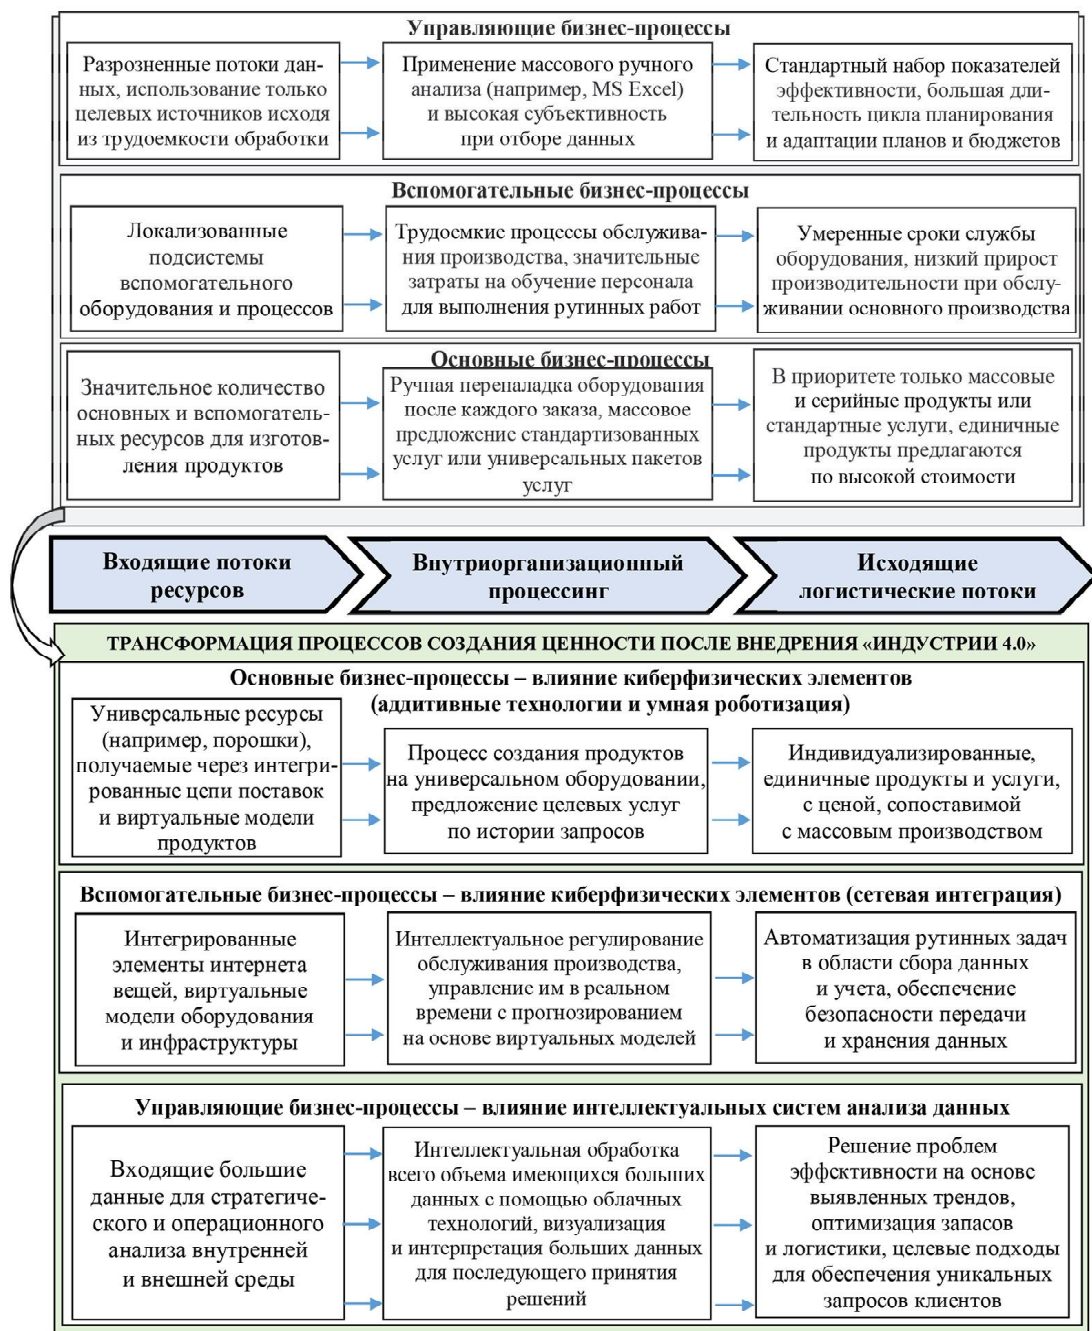 Управляющие бизнес-процессы
Разрозненные потоки дан-
ных, использование только
целевых источников исходя
из трудоемкости обработки
Применение массового ручного
анализа (например, MS Excel)
и высокая субъективность
при отборе данных
Стандартный набор показателей
эффективности, большая дли-
тельность цикла планирования
и адаптации планов и бюджетов
Вспомогательные бизнес-процессы
Локализованные
подсистемы
вспомогательного
оборудования и процессов
Трудоемкие процессы обслужива-
ния производства, значительные
затраты на обучение персонала
для выполнения рутинных работ
Умеренные сроки службы
оборудования, низкий прирост
производительности при обслу-
живании основного производства
Основные бизнес-процессы
Значительное количество
основных и вспомогатель-
ных ресурсов для изготов-
ления продуктов
Ручная переналадка оборудования
после каждого заказа, массовое
предложение стандартизованных
услуг или универсальных пакетов
услуг
В приоритете только массовые
и серийные продукты или
стандартные услуги, единичные
продукты предлагаются
по высокой стоимости
Входящие потоки
ресурсов
Внутриорганизационный
процессинг
Исходящие
логистические потоки
ТРАНСФОРМАЦИЯ ПРОЦЕССОВ СОЗДАНИЯ ЦЕННОСТИ ПОСЛЕ ВНЕДРЕНИЯ «ИНДУСТРИИ 4.0»
Основные бизнес-процессы – влияние киберфизических элементов
(аддитивные технологии и умная роботизация)
Универсальные ресурсы
(например, порошки),
получаемые через интегри-
рованные цепи поставок
и виртуальные модели
продуктов
Процесс создания продуктов
на универсальном оборудовании,
предложение целевых услуг
по истории запросов
Индивидуализированные,
единичные продукты и услуги,
с ценой, сопоставимой
с массовым производством
Вспомогательные бизнес-процессы – влияние киберфизических элементов (сетевая интеграция)
Интегрированные
элементы интернета
вещей, виртуальные
модели оборудования
и инфраструктуры
Интеллектуальное регулирование
обслуживания производства,
управление им в реальном
времени с прогнозированием
на основе виртуальных моделей
Автоматизация рутинных задач
в области сбора данных
и учета, обеспечение
безопасности передачи
и хранения данных
Управляющие бизнес-процессы – влияние интеллектуальных систем анализа данных
Входящие большие
данные для стратегиче-
ского и операционного
анализа внутренней
и внешней среды
Интеллектуальная обработка
всего объема имеющихся больших
данных с помощью облачных
технологий, визуализация
и интерпретация больших данных
для последующего принятия
решений
Решение проблем
эффективности на основе
выявленных трендов,
оптимизация запасов
и логистики, целевые подходы
для обеспечения уникальных
запросов клиентов